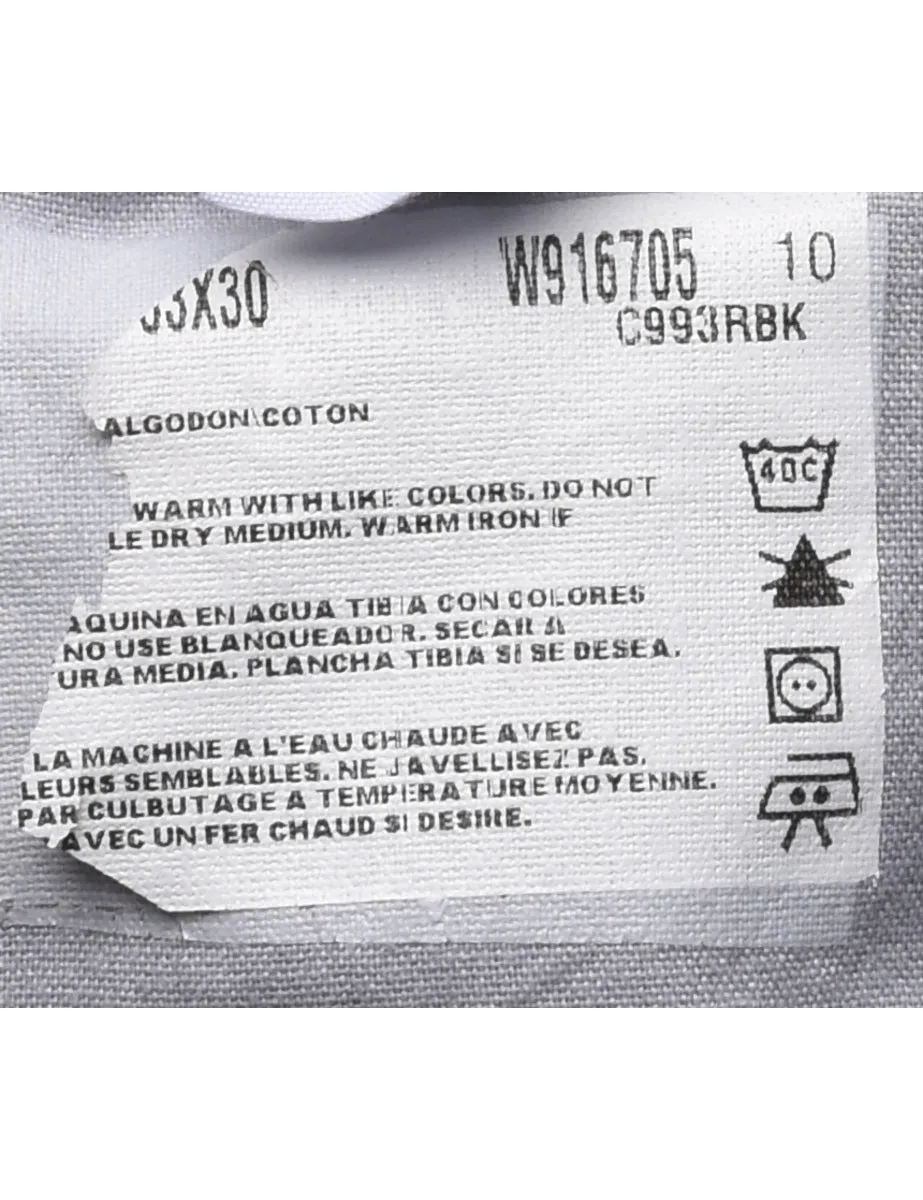 33X30 W916705 10
C993RBK
ALGODON\COTON
40C
WARM WITH LIKE COLORS. DO NOT
LE DRY MEDIUM. WARM IRON IF
AQUINA EN AGUA TIBIA CON COLORES
NO USE BLANQUEADOR. SECAR A
URA MEDIA. PLANCHA TIBIA SI SE DESEA.
LA MACHINE A L'EAU CHAUDE AVEC
LEURS SEMBLABLES. NE JAVELLISEZ PAS.
PAR CULBUTAGE A TEMPERATURE MOYENNE.
AVEC UN FER CHAUD SI DESIRE.